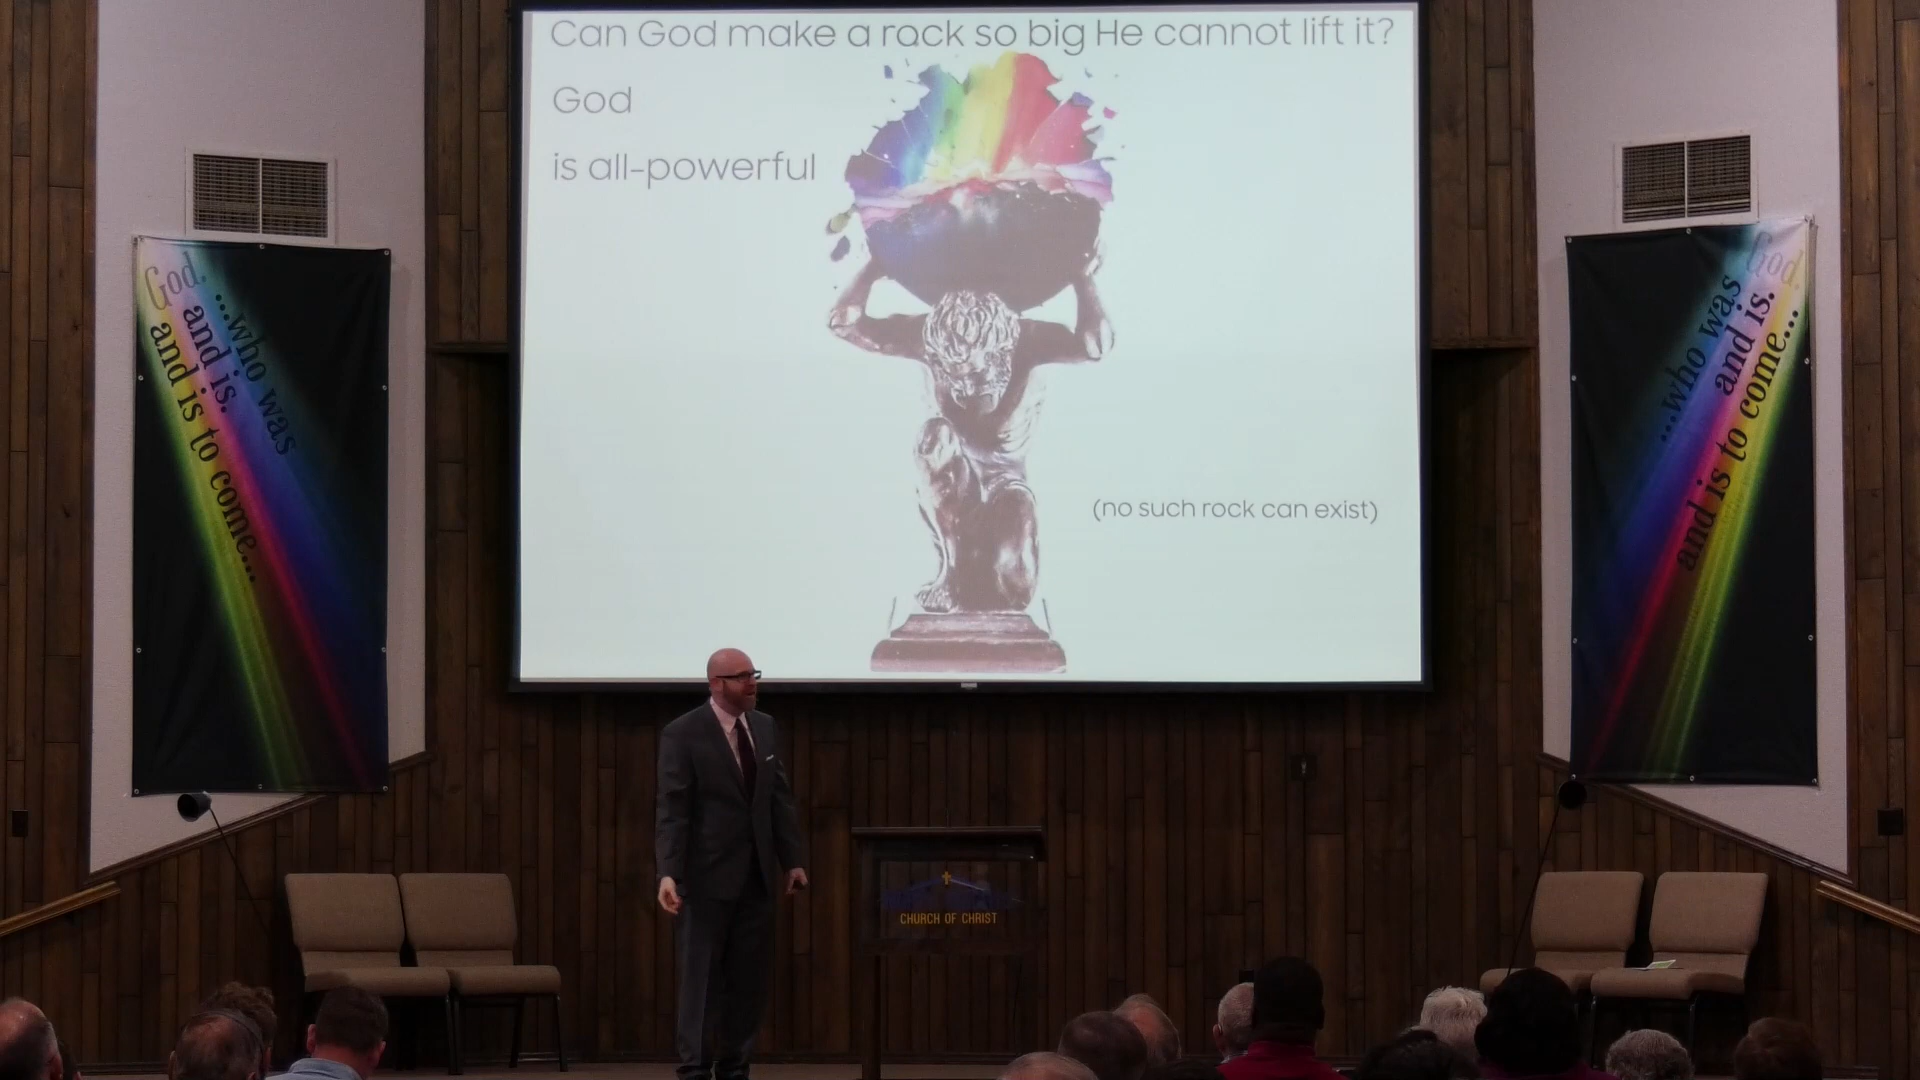 Can God make a rock so big He cannot lift it?
God
is all-powerful
(no such rock can exist)
God.
...who was
and is.
and is to come...
God.
...who was
and is.
and is to come...
CHURCH OF CHRIST